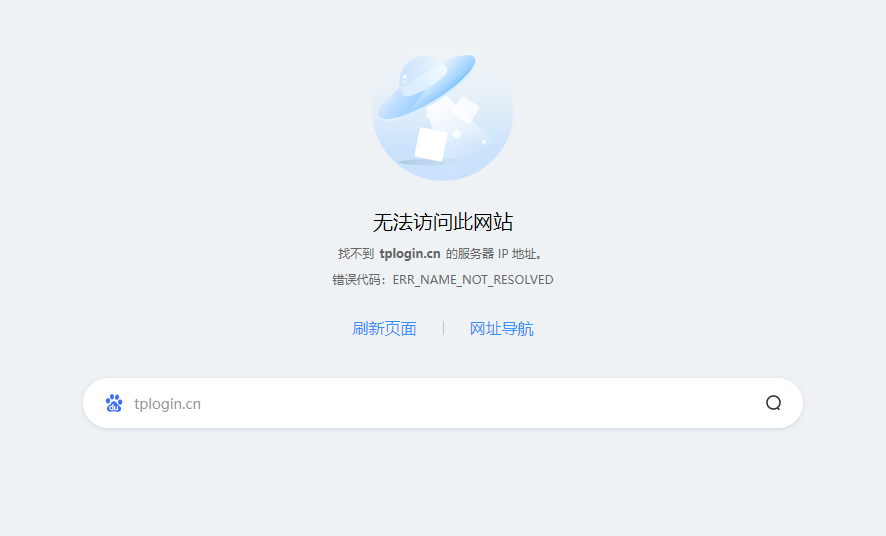 无法访问此网站
找不到 tplogin.cn 的服务器 IP 地址。
错误代码：ERR_NAME_NOT_RESOLVED
刷新页面 | 网址导航
du tplogin.cn